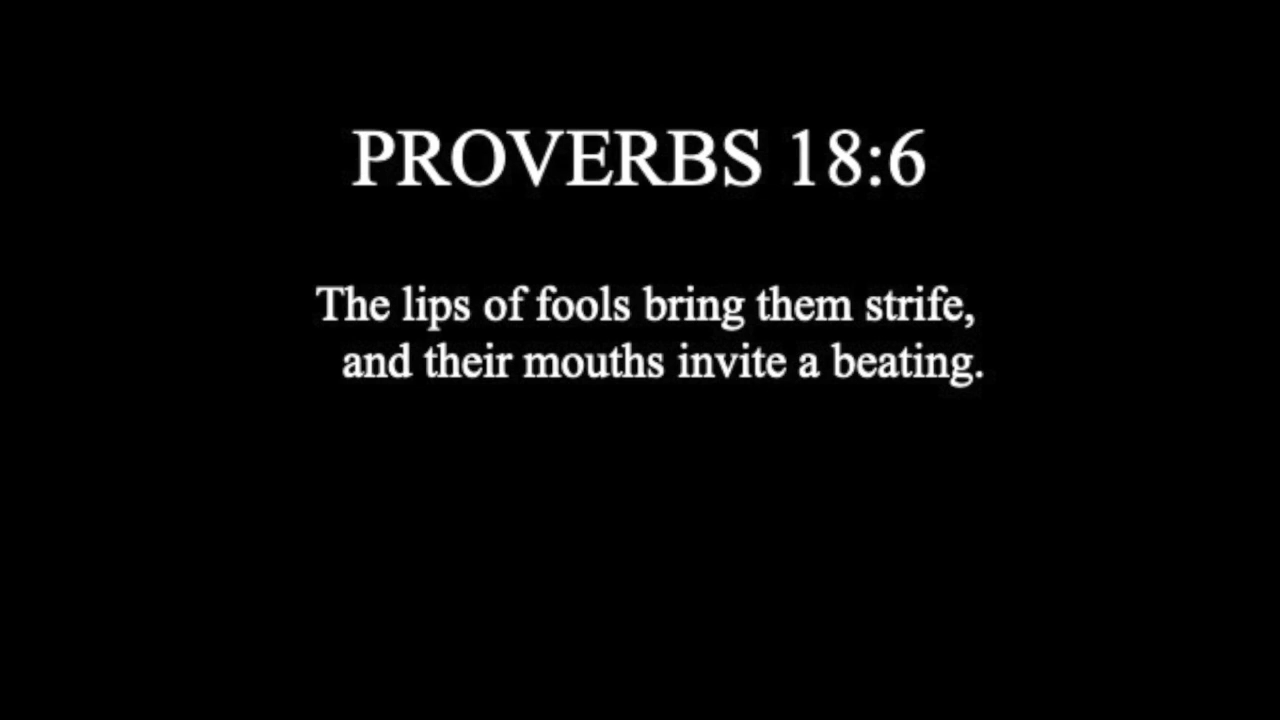 PROVERBS 18:6
The lips of fools bring them strife,
and their mouths invite a beating.